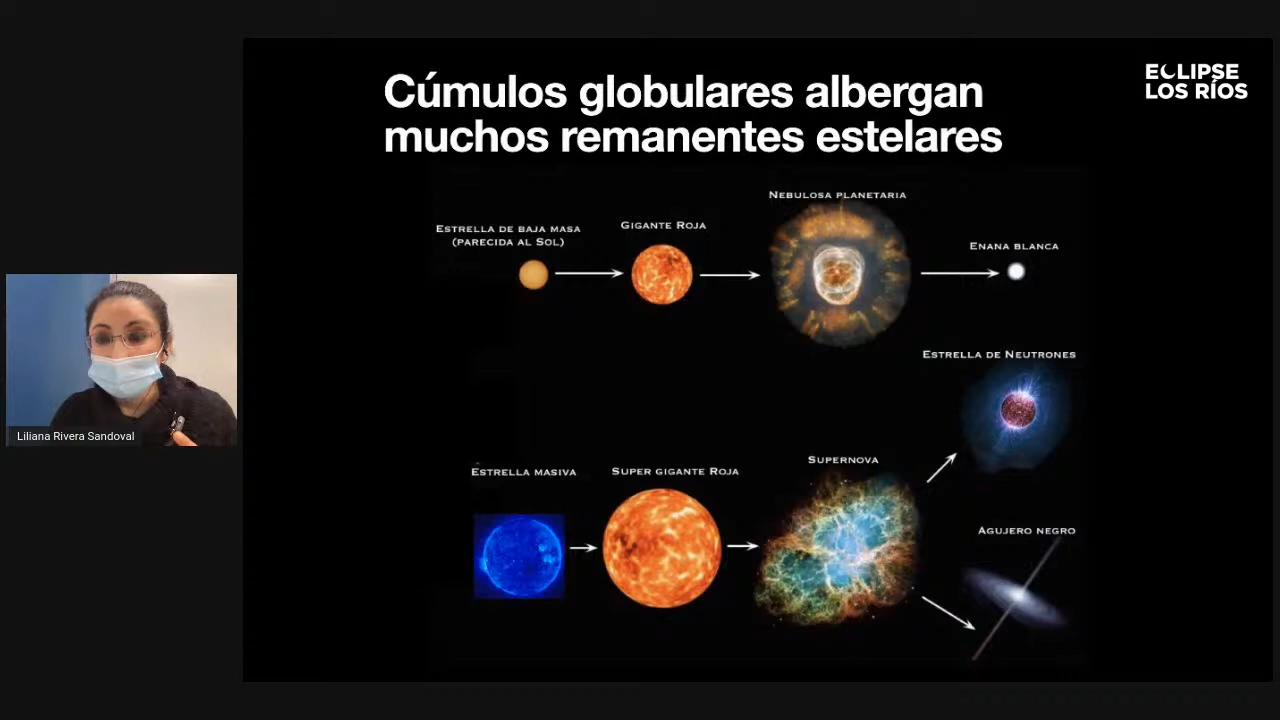 Cúmulos globulares albergan
muchos remanentes estelares
ECLIPSE
LOS RÍOS
NEBULOSA PLANETARIA
ESTRELLA DE BAJA MASA
(PARECIDA AL SOL)
GIGANTE ROJA
ENANA BLANCA
ESTRELLA DE NEUTRONES
ESTRELLA MASIVA
SUPER GIGANTE ROJA
SUPERNOVA
AGUJERO NEGRO
Liliana Rivera Sandoval